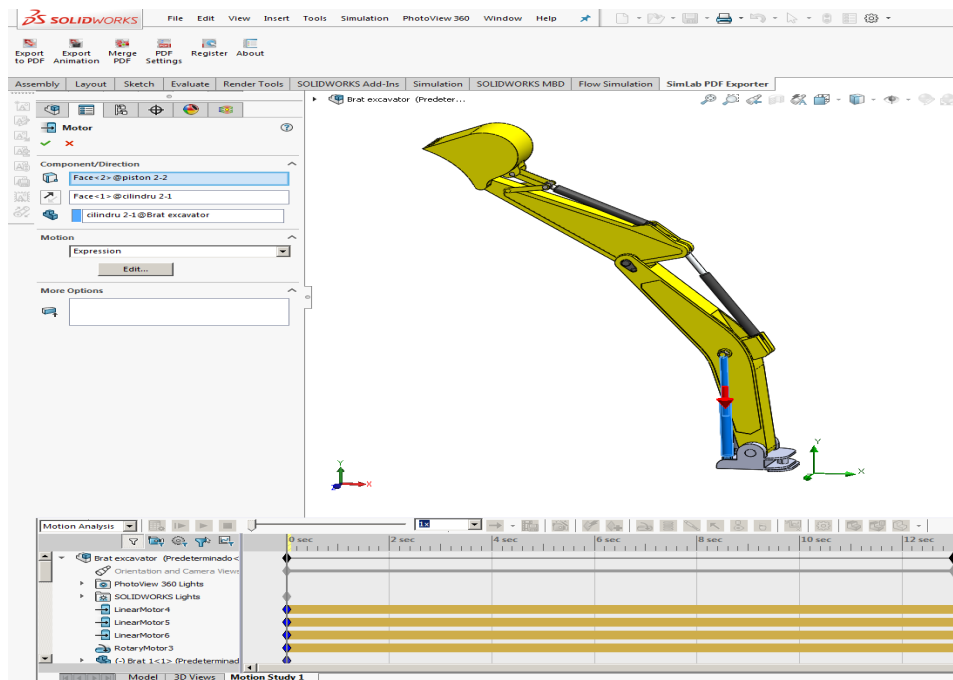 SOLIDWORKS File Edit View Insert Tools Simulation PhotoView 360 Window Help
Export to PDF
Export Animation
Merge PDF
PDF Settings
Register
About
Assembly Layout Sketch Evaluate Render Tools SOLIDWORKS Add-Ins Simulation SOLIDWORKS MBD Flow Simulation SimLab PDF Exporter
Brat excavator (Predeter...
Motor
Component/Direction
Face<2>@piston 2-2
Face<1>@cilindru 2-1
cilindru 2-1@Brat excavator
Motion
Expression
Edit...
More Options
Y
X
Y
X
Motion Analysis
1x
0 sec 2 sec 4 sec 6 sec 8 sec 10 sec 12 sec
Brat excavator (Predeterminado<
Orientation and Camera Views
PhotoView 360 Lights
SOLIDWORKS Lights
LinearMotor4
LinearMotor5
LinearMotor6
RotaryMotor3
(-) Brat 1<1> (Predeterminad
Model 3D Views Motion Study 1